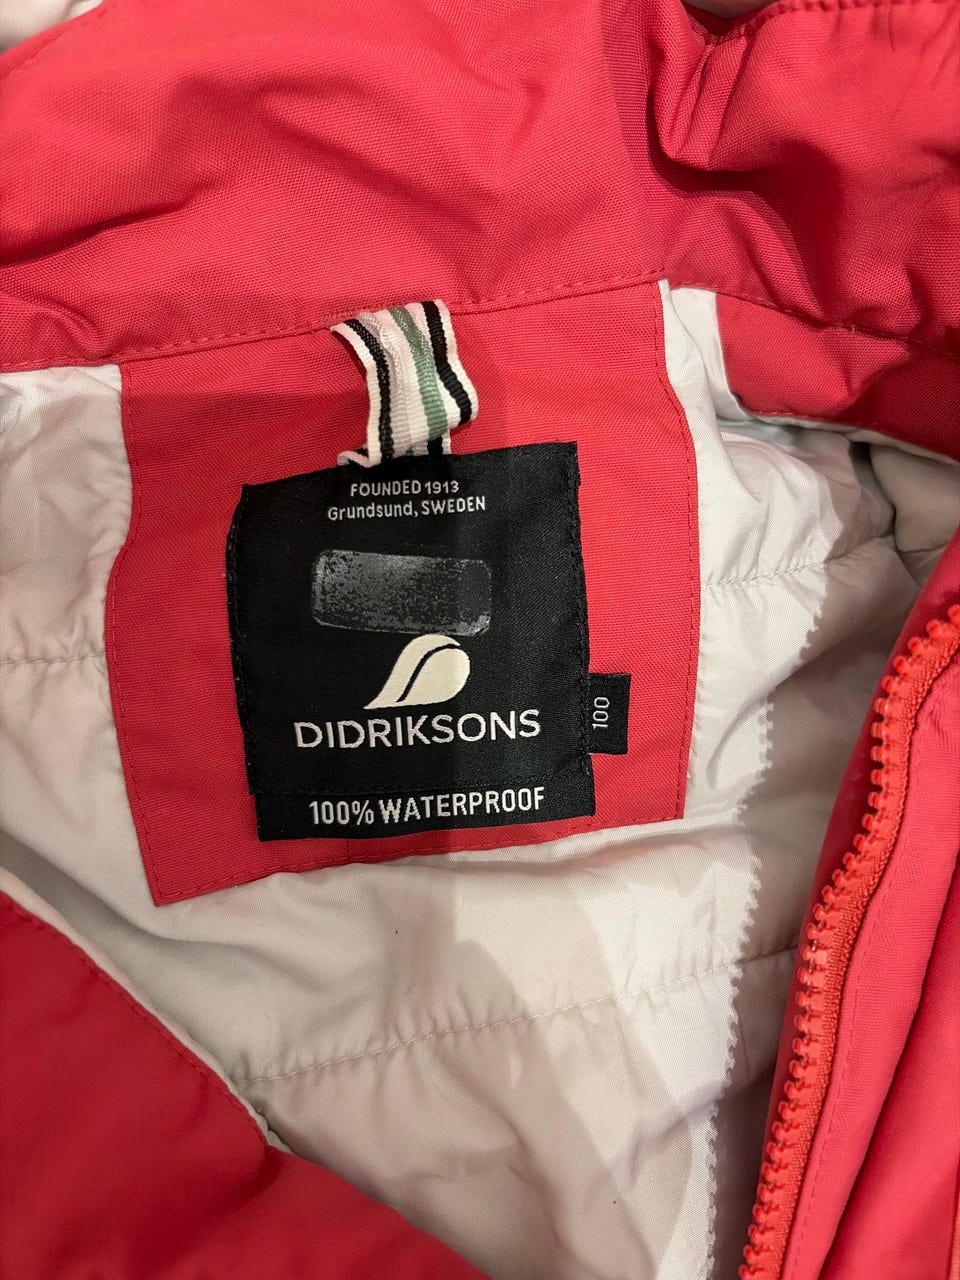 FOUNDED 1913
Grundsund, SWEDEN
DIDRIKSONS
100
100% WATERPROOF